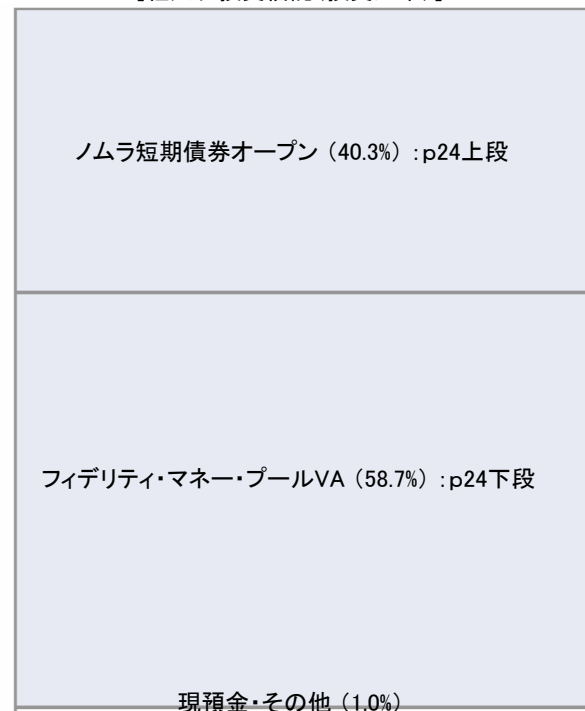 ノムラ短期債券オープン（40.3%）：p24上段
フィデリティ・マネー・プールVA（58.7%）：p24下段
現預金・その他（1.0%）